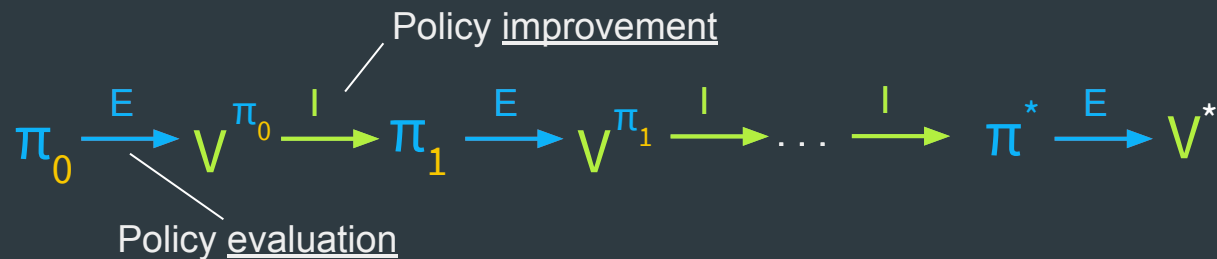 Policy improvement
π₀ E V^π₀ I π₁ E V^π₁ I ... I π* E V*
Policy evaluation